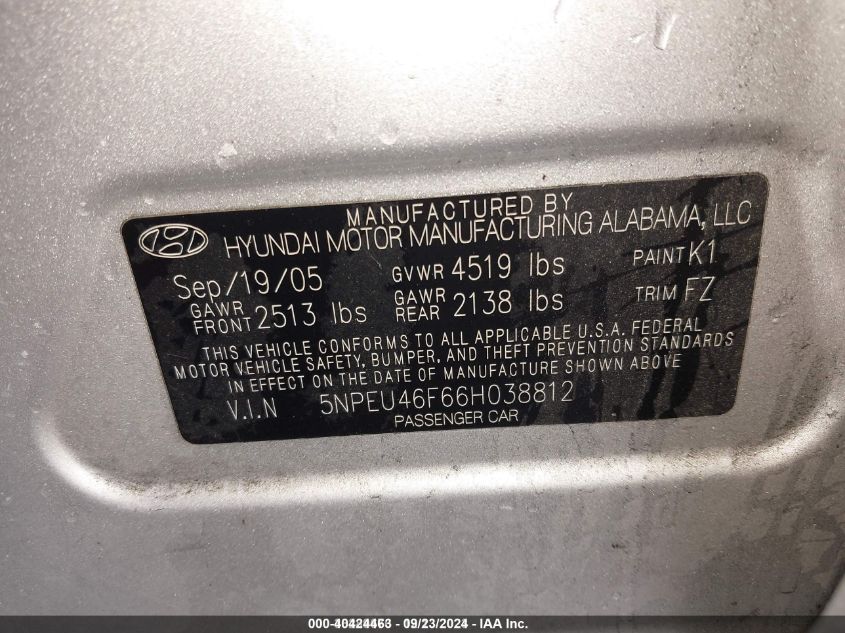 MANUFACTURED BY
HYUNDAI MOTOR MANUFACTURING ALABAMA, LLC
Sep/19/05 GVWR 4519 lbs PAINT K1
GAWR FRONT 2513 lbs GAWR REAR 2138 lbs TRIM FZ
THIS VEHICLE CONFORMS TO ALL APPLICABLE U.S.A. FEDERAL
MOTOR VEHICLE SAFETY, BUMPER, AND THEFT PREVENTION STANDARDS
IN EFFECT ON THE DATE OF MANUFACTURE SHOWN ABOVE
V.I.N 5NPEU46F66H038812
PASSENGER CAR
000-40424463 - 09/23/2024 - IAA Inc.